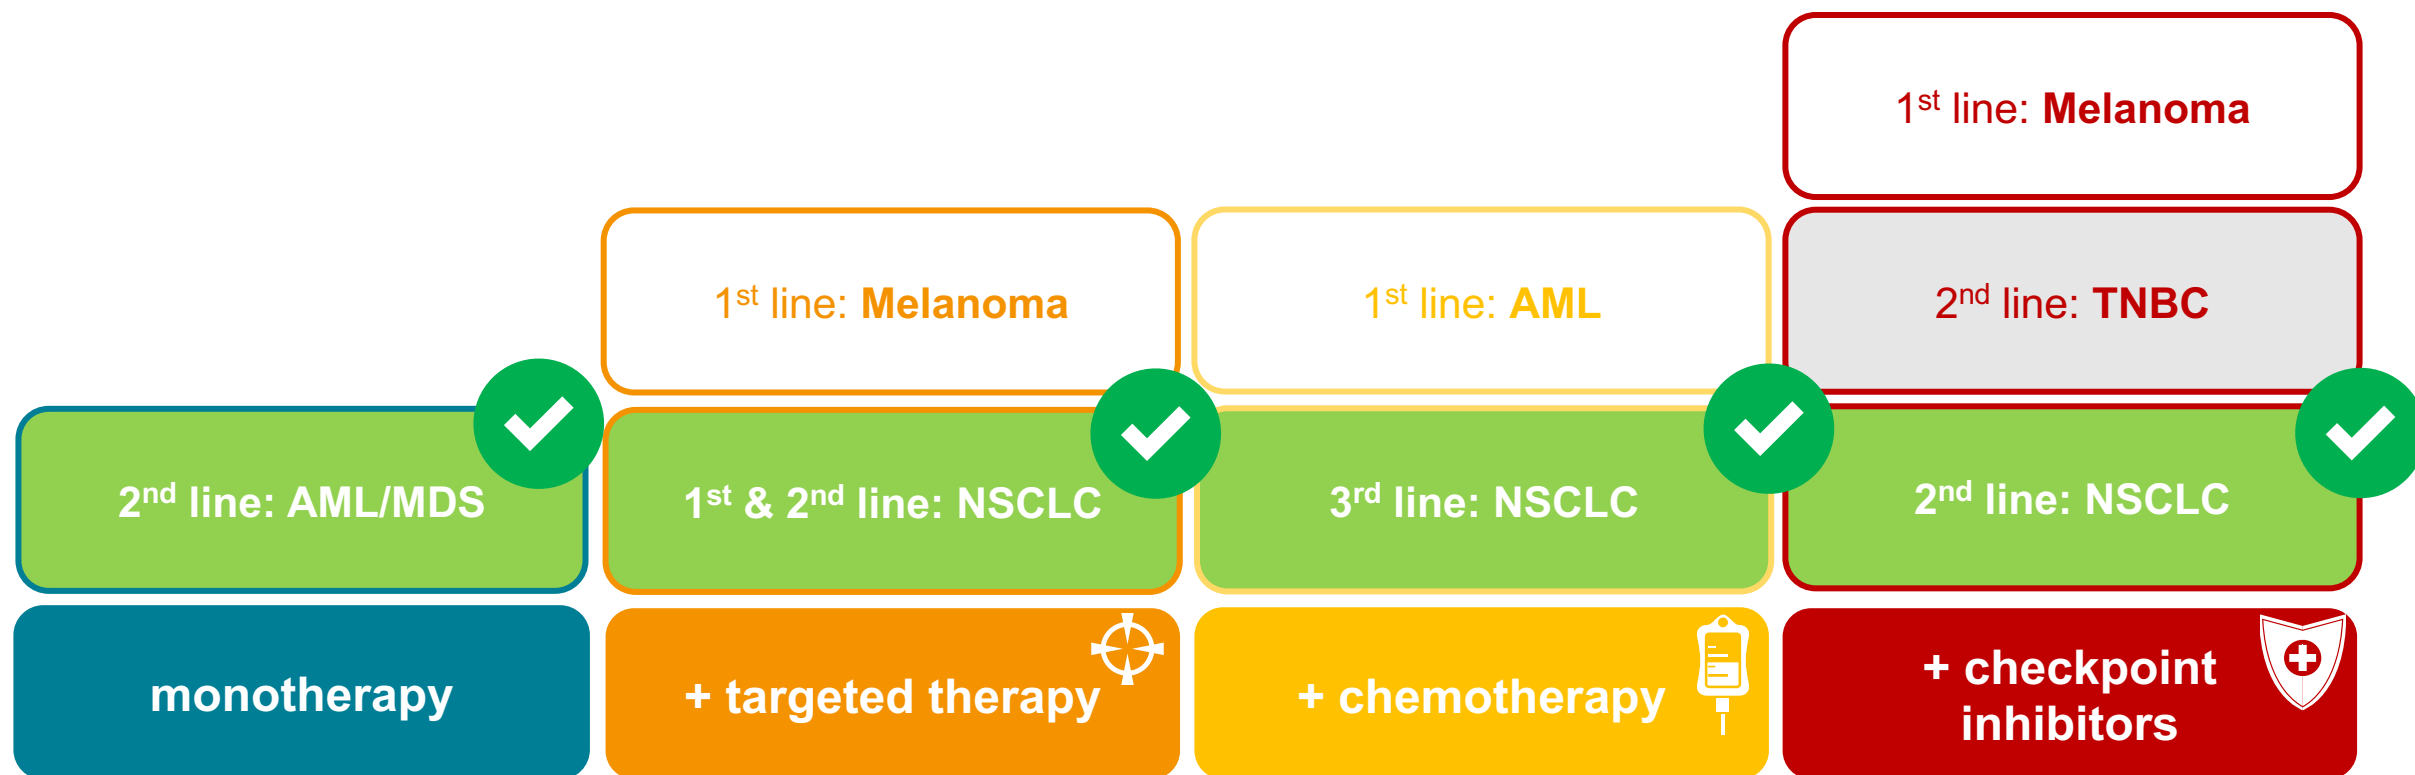 1st line: Melanoma
1st line: Melanoma
1st line: AML
2nd line: TNBC
2nd line: AML/MDS
1st & 2nd line: NSCLC
3rd line: NSCLC
2nd line: NSCLC
monotherapy
+ targeted therapy
+ chemotherapy
+ checkpoint
inhibitors